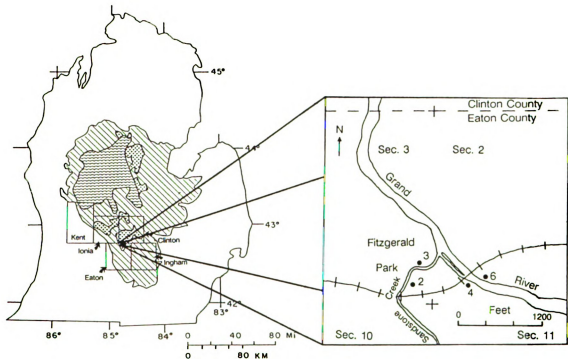 45°
44°
43°
42°
86°
85°
84°
83°
Kent
Ionia
Eaton
Clinton
Ingham
0 40 80 Mi
0 80 KM
Clinton County
Eaton County
N
Sec. 3
Sec. 2
Grand
River
Fitzgerald
Park
3
2
6
4
Creek
Sandstone
0 1200
Feet
Sec. 10
Sec. 11